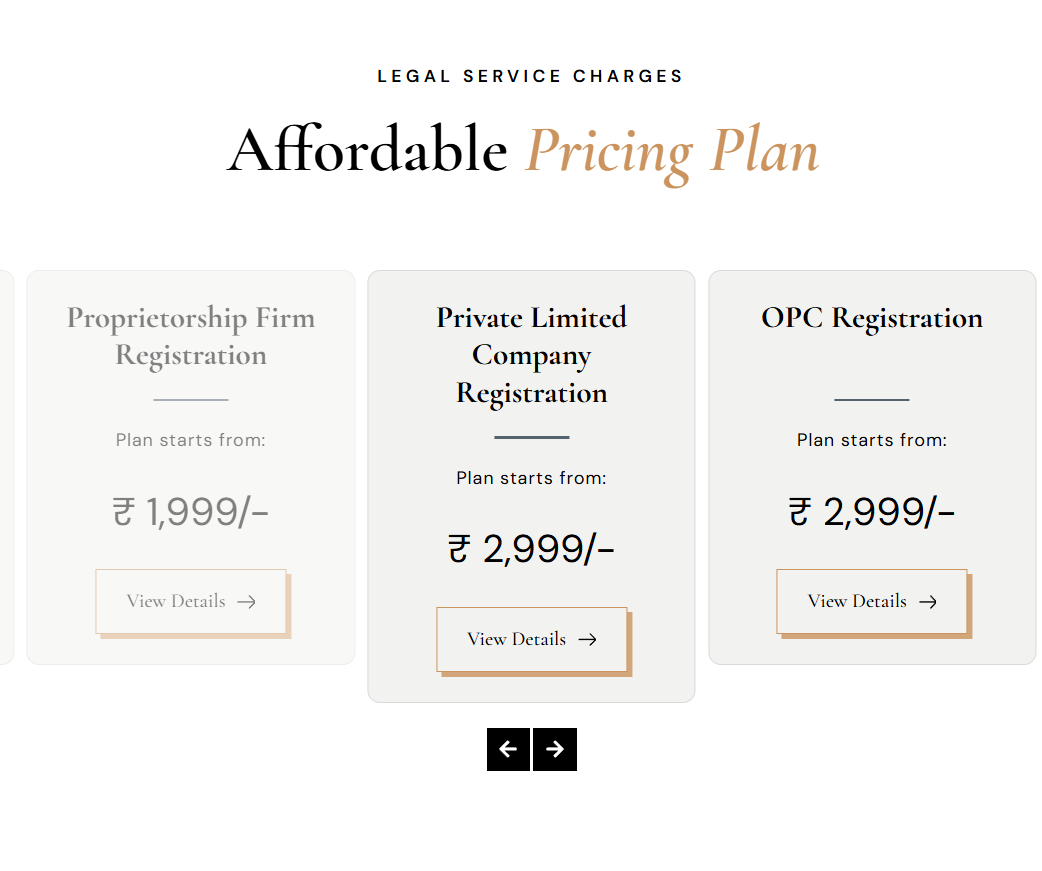 LEGAL SERVICE CHARGES
Affordable Pricing Plan
Proprietorship Firm
Registration
Plan starts from:
₹ 1,999/-
View Details →
Private Limited
Company
Registration
Plan starts from:
₹ 2,999/-
View Details →
OPC Registration
Plan starts from:
₹ 2,999/-
View Details →